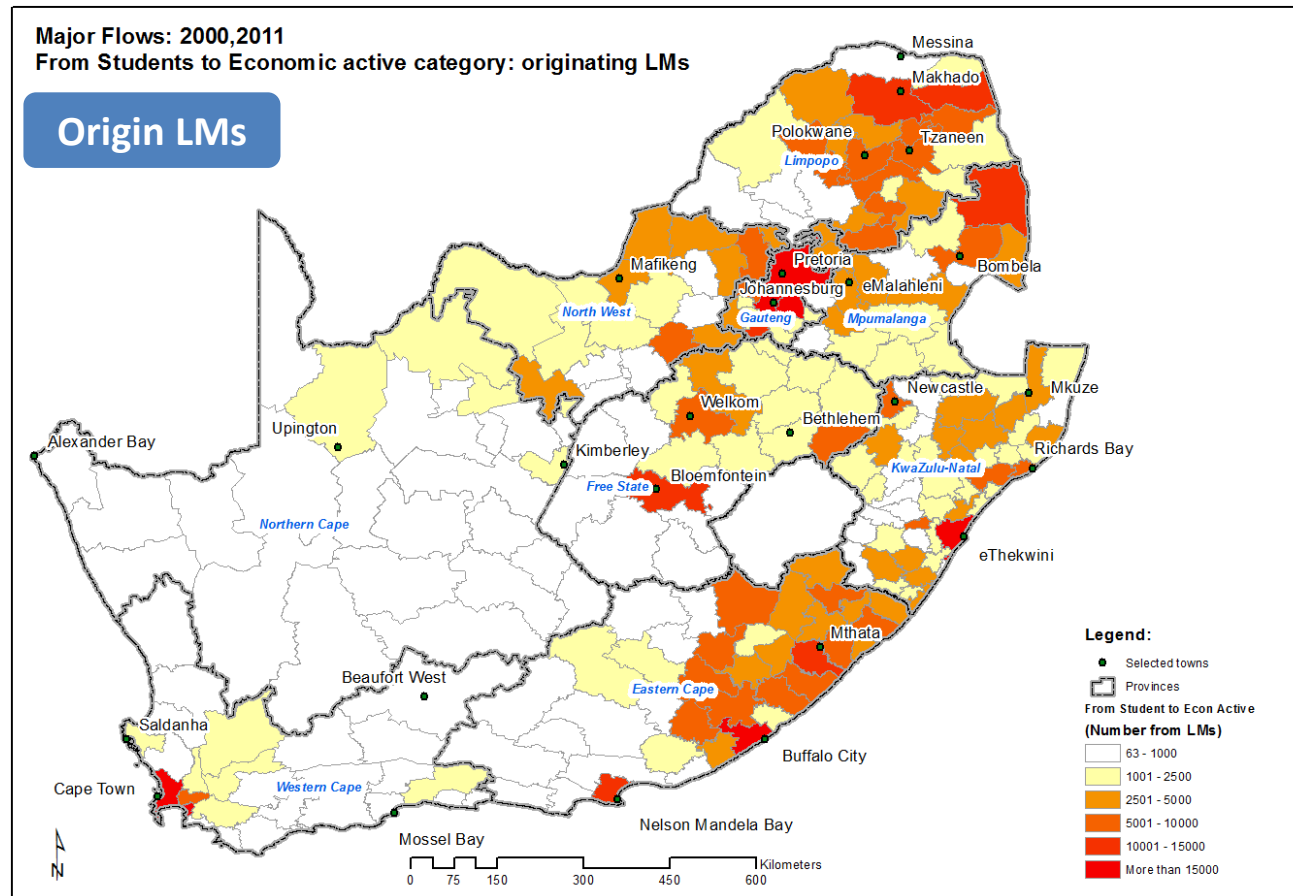 Major Flows: 2000,2011
From Students to Economic active category: originating LMs
Origin LMs
Messina
Makhado
Polokwane
Tzaneen
Limpopo
Pretoria
Bombela
Mafikeng
Johannesburg
eMalahleni
North West
Gauteng
Mpumalanga
Newcastle
Mkuze
Welkom
Bethlehem
Upington
Alexander Bay
Kimberley
Richards Bay
KwaZulu-Natal
Bloemfontein
Free State
Northern Cape
eThekwini
Mthata
Beaufort West
Eastern Cape
Saldanha
Buffalo City
Cape Town
Western Cape
Nelson Mandela Bay
Mossel Bay
N
Kilometers
0 75 150 300 450 600
Legend:
Selected towns
Provinces
From Student to Econ Active
(Number from LMs)
63 - 1000
1001 - 2500
2501 - 5000
5001 - 10000
10001 - 15000
More than 15000